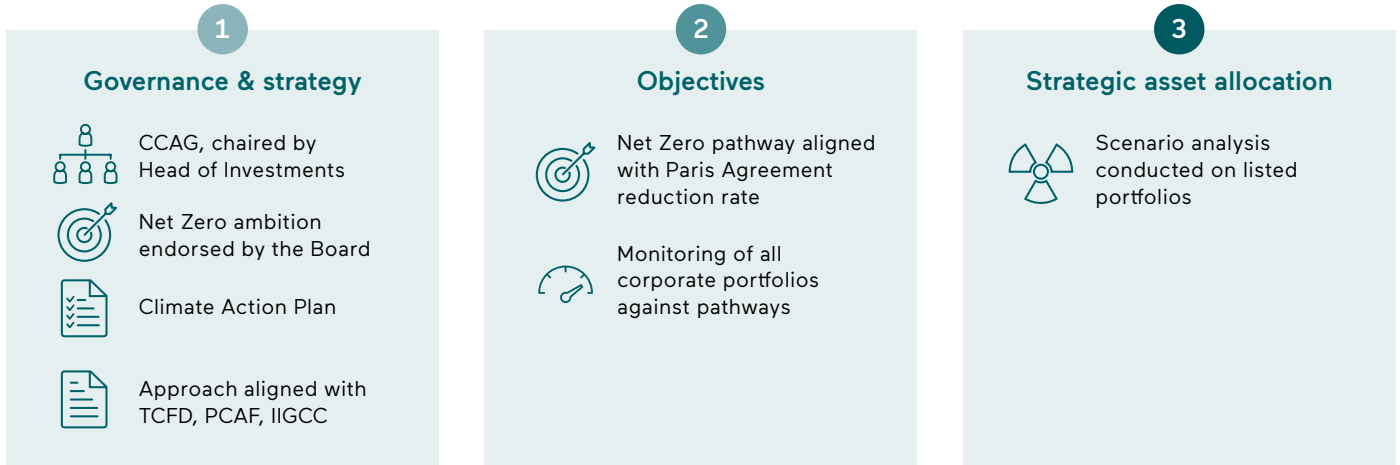 1
Governance & strategy
CCAG, chaired by
Head of Investments
Net Zero ambition
endorsed by the Board
Climate Action Plan
Approach aligned with
TCFD, PCAF, IIGCC
2
Objectives
Net Zero pathway aligned
with Paris Agreement
reduction rate
Monitoring of all
corporate portfolios
against pathways
3
Strategic asset allocation
Scenario analysis
conducted on listed
portfolios